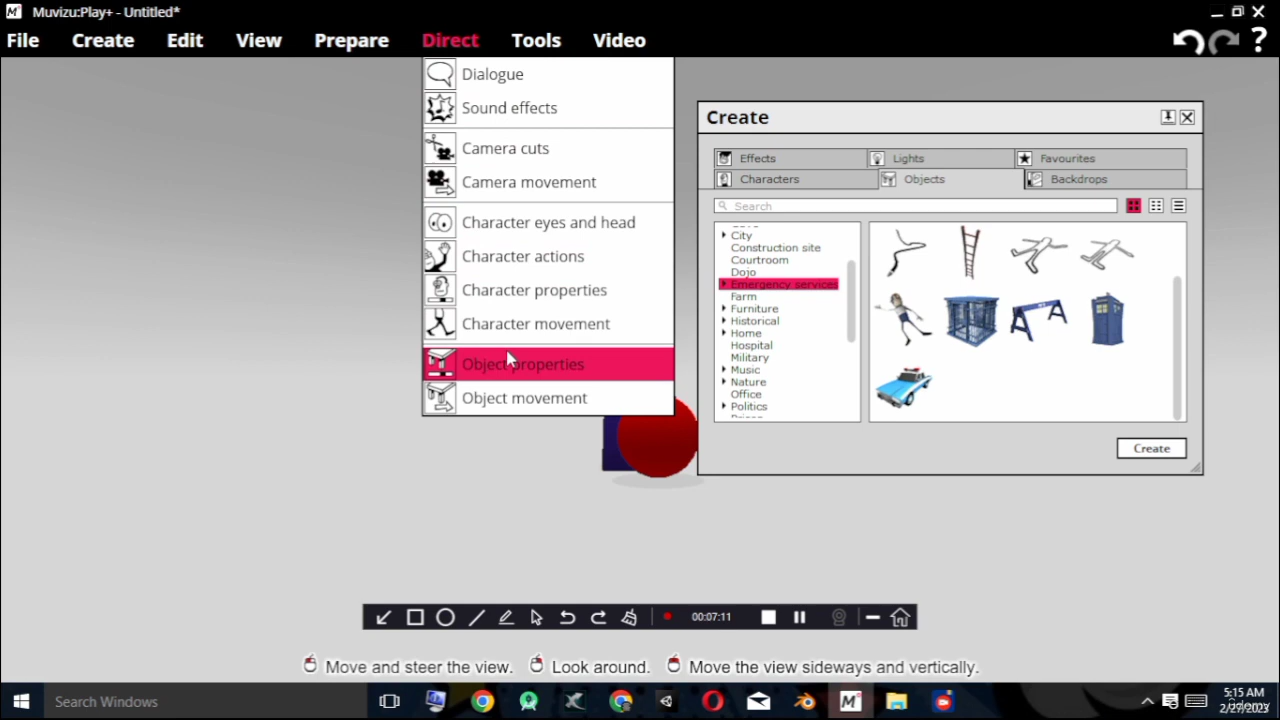 Muvizu:Play+ - Untitled*
File Create Edit View Prepare Direct Tools Video ?
Dialogue
Sound effects
Camera cuts
Camera movement
Character eyes and head
Character actions
Character properties
Character movement
Object properties
Object movement
Create
Effects Lights Favourites
Characters Objects Backdrops
Search
City
Construction site
Courtroom
Dojo
Emergency services
Farm
Furniture
Historical
Home
Hospital
Military
Music
Nature
Office
Politics
Create
00:07:11
Move and steer the view. Look around. Move the view sideways and vertically.
Search Windows
5:15 AM
2/27/2023